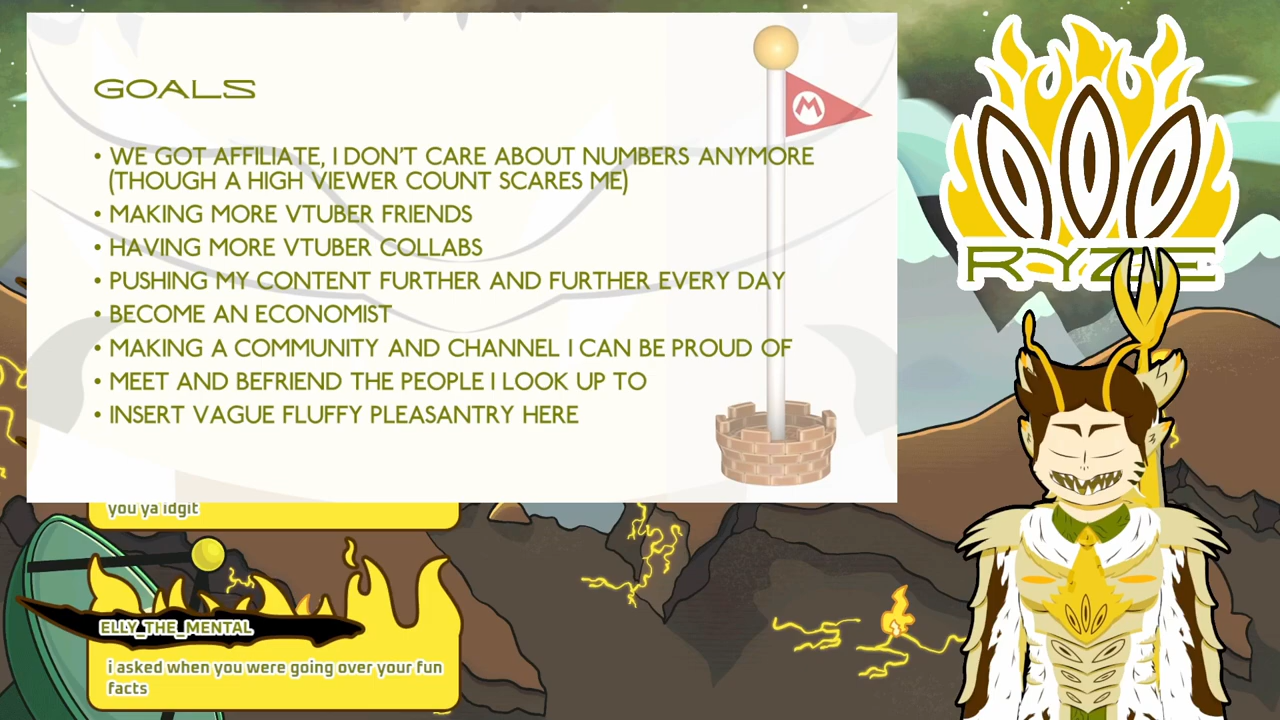 GOALS
• WE GOT AFFILIATE, I DON'T CARE ABOUT NUMBERS ANYMORE
(THOUGH A HIGH VIEWER COUNT SCARES ME)
• MAKING MORE VTUBER FRIENDS
• HAVING MORE VTUBER COLLABS
• PUSHING MY CONTENT FURTHER AND FURTHER EVERY DAY
• BECOME AN ECONOMIST
• MAKING A COMMUNITY AND CHANNEL I CAN BE PROUD OF
• MEET AND BEFRIEND THE PEOPLE I LOOK UP TO
• INSERT VAGUE FLUFFY PLEASANTRY HERE
M
RYZE
you ya idgit
ELLY_THE_MENTAL
i asked when you were going over your fun
facts